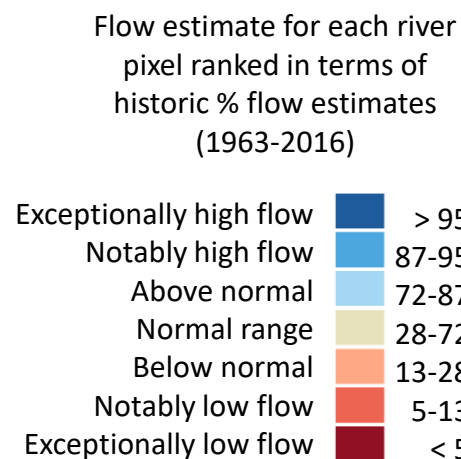 Flow estimate for each river
pixel ranked in terms of
historic % flow estimates
(1963-2016)
Exceptionally high flow > 95
Notably high flow 87-95
Above normal 72-87
Normal range 28-72
Below normal 13-28
Notably low flow 5-13
Exceptionally low flow < 5